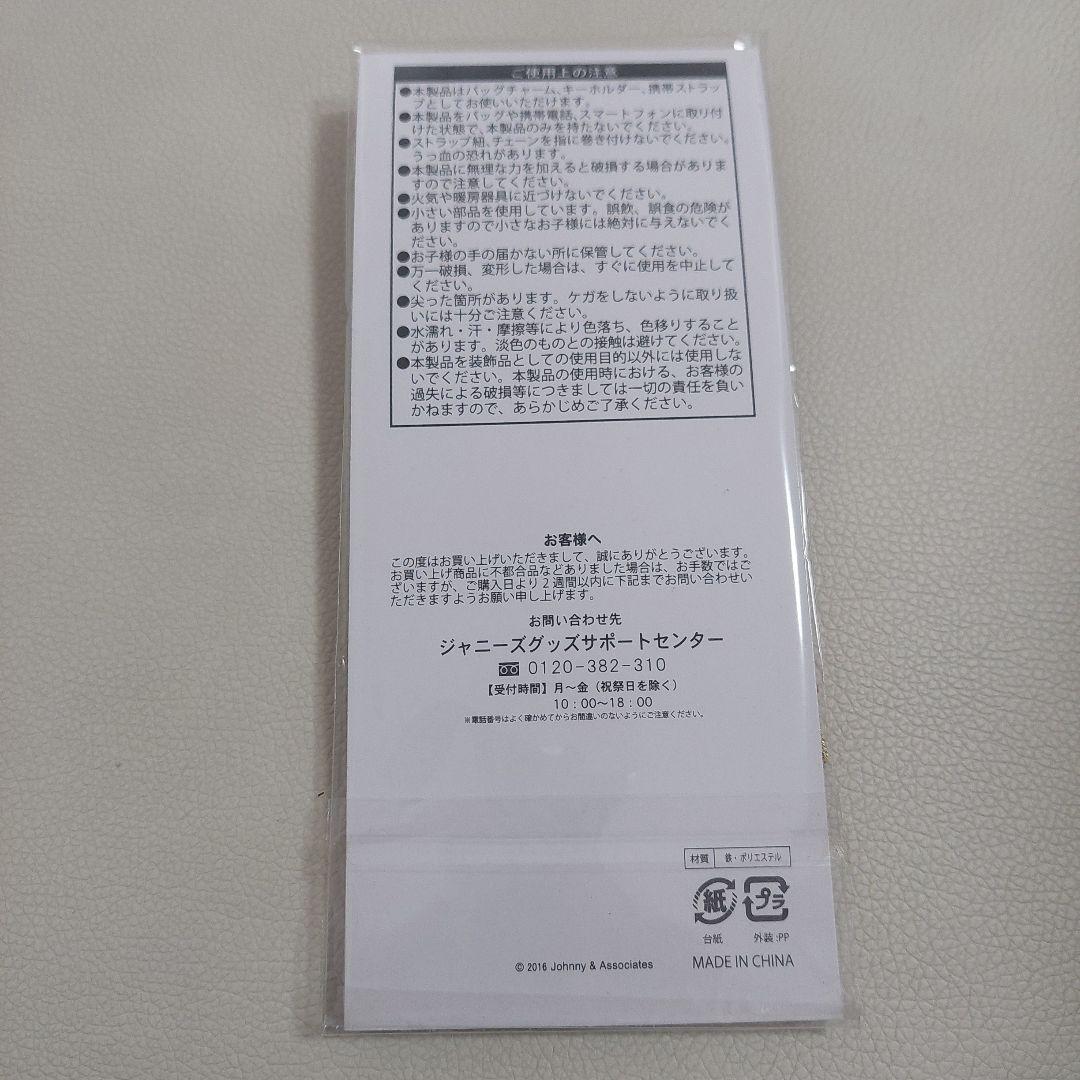 ご使用上の注意
●本製品はバッグチャーム、キーホルダー、携帯ストラッ
プとしてお使いいただけます。
●本製品をバッグや携帯電話、スマートフォンに取り付
けた状態で、本製品のみを持たないでください。
●ストラップ紐、チェーンを指に巻き付けないでください。
うっ血の恐れがあります。
●本製品に無理な力を加えると破損する場合がありま
すので注意してください。
●火気や暖房器具に近づけないでください。
●小さい部品を使用しています。誤飲、誤食の危険が
ありますので小さなお子様には絶対に与えないでく
ださい。
●お子様の手の届かない所に保管してください。
●万一破損、変形した場合は、すぐに使用を中止して
ください。
●尖った箇所があります。ケガをしないように取り扱
いには十分ご注意ください。
●水濡れ・汗・摩擦等により色落ち、色移りすること
があります。淡色のものとの接触は避けてください。
●本製品を装飾品としての使用目的以外には使用しな
いでください。本製品の使用時における、お客様の
過失による破損等につきましては一切の責任を負い
かねますので、あらかじめご了承ください。
お客様へ
この度はお買い上げいただきまして、誠にありがとうございます。
お買い上げ商品に不都合品などありました場合は、お手数ではご
ざいますが、ご購入日より2週間以内に下記までお問い合わせい
ただきますようお願い申し上げます。
お問い合わせ先
ジャニーズグッズサポートセンター
0120-382-310
【受付時間】月～金（祝祭日を除く）
10：00～18：00
※電話番号はよく確かめてからお間違いのないようにご注意ください。
材質 鉄・ポリエステル
紙 プラ
台紙 外装:PP
© 2016 Johnny & Associates
MADE IN CHINA